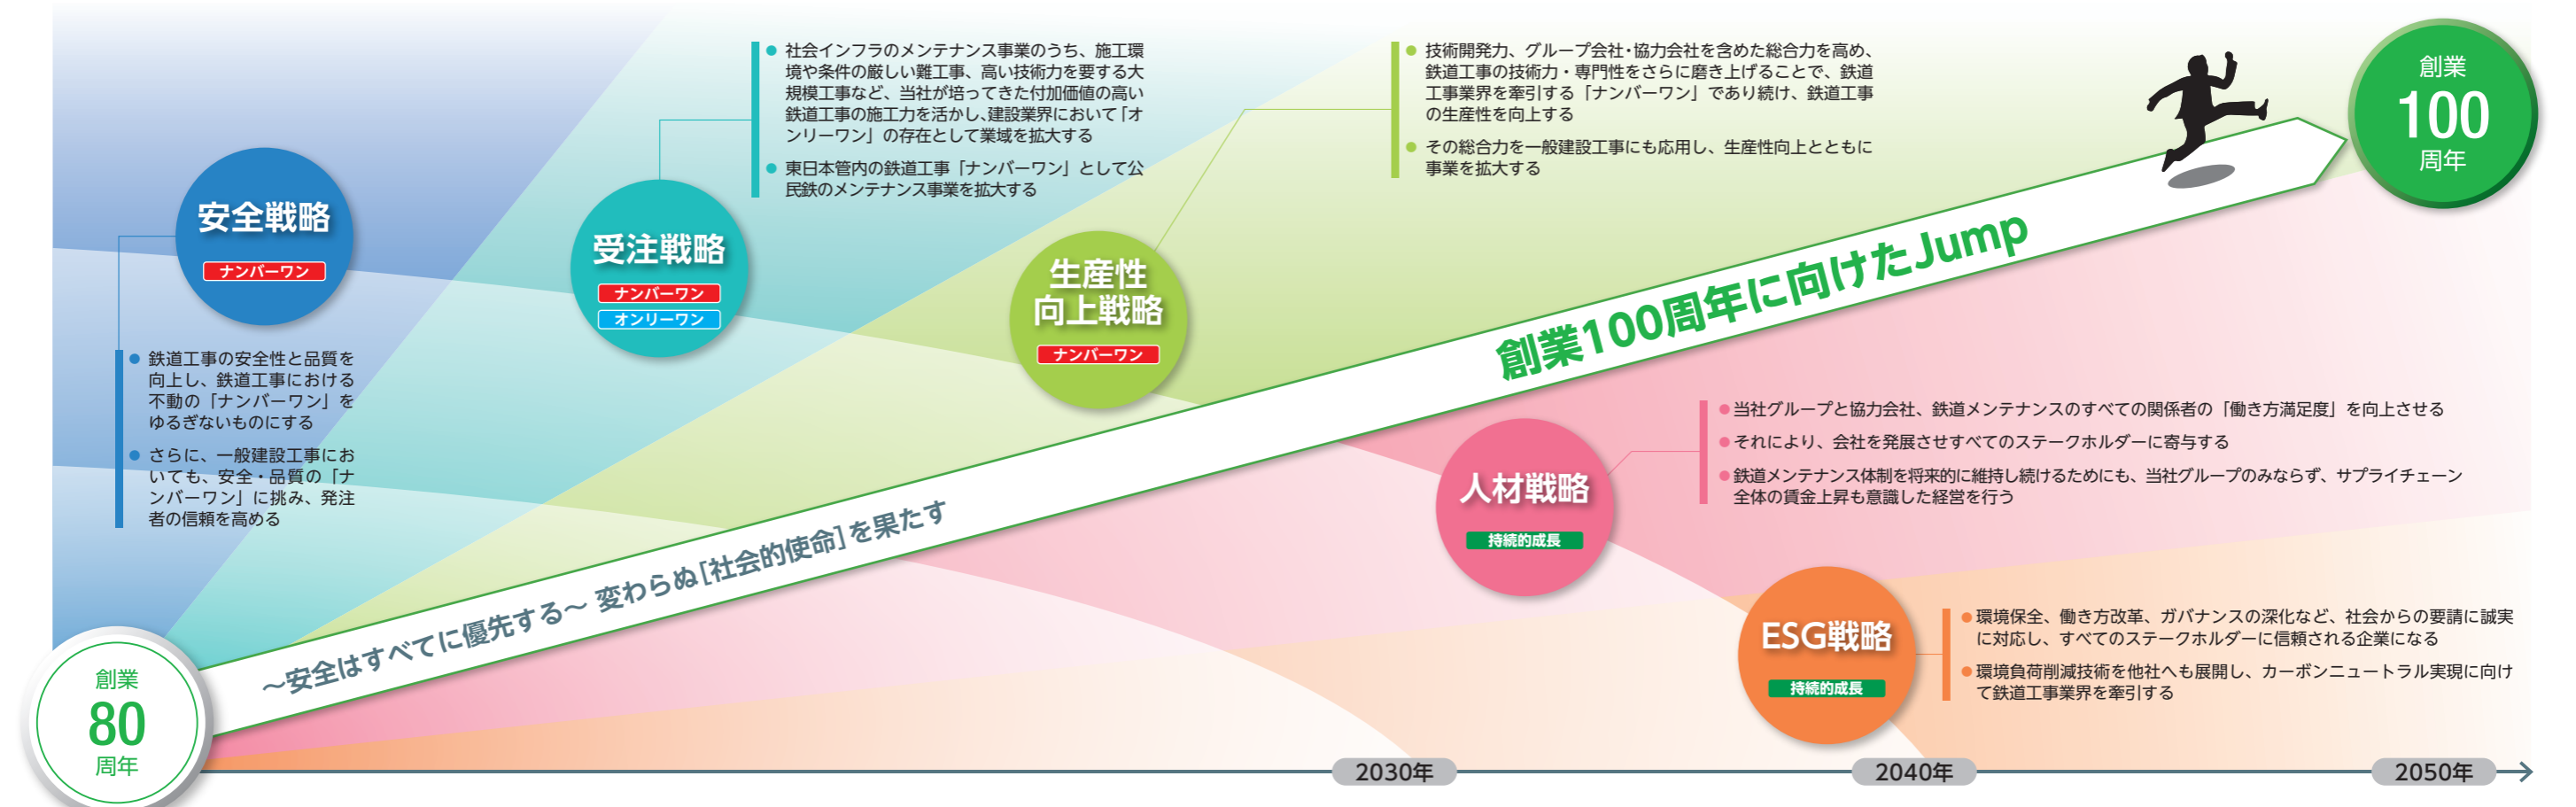 安全戦略
ナンバーワン
鉄道工事の安全性と品質を
向上し、鉄道工事における
不動の「ナンバーワン」を
ゆるぎないものにする
さらに、一般建設工事にお
いても、安全・品質の「ナ
ンバーワン」に挑み、発注
者の信頼を高める
受注戦略
ナンバーワン
オンリーワン
社会インフラのメンテナンス事業のうち、施工環
境や条件の厳しい難工事、高い技術力を要する大
規模工事など、当社が培ってきた付加価値の高い
鉄道工事の施工力を活かし、建設業界において「オ
ンリーワン」の存在として業域を拡大する
東日本管内の鉄道工事「ナンバーワン」として公
民鉄のメンテナンス事業を拡大する
生産性
向上戦略
ナンバーワン
技術開発力、グループ会社・協力会社を含めた総合力を高め、
鉄道工事の技術力・専門性をさらに磨き上げることで、鉄道
工事業界を牽引する「ナンバーワン」であり続け、鉄道工事
の生産性を向上する
その総合力を一般建設工事にも応用し、生産性向上とともに
事業を拡大する
創業
100
周年
創業100周年に向けたJump
～安全はすべてに優先する～ 変わらぬ[社会的使命]を果たす
人材戦略
持続的成長
当社グループと協力会社、鉄道メンテナンスのすべての関係者の「働き方満足度」を向上させる
それにより、会社を発展させすべてのステークホルダーに寄与する
鉄道メンテナンス体制を将来的に維持し続けるためにも、当社グループのみならず、サプライチェーン
全体の賃金上昇も意識した経営を行う
ESG戦略
持続的成長
環境保全、働き方改革、ガバナンスの深化など、社会からの要請に誠実
に対応し、すべてのステークホルダーに信頼される企業になる
環境負荷削減技術を他社へも展開し、カーボンニュートラル実現に向け
て鉄道工事業界を牽引する
創業
80
周年
2030年
2040年
2050年